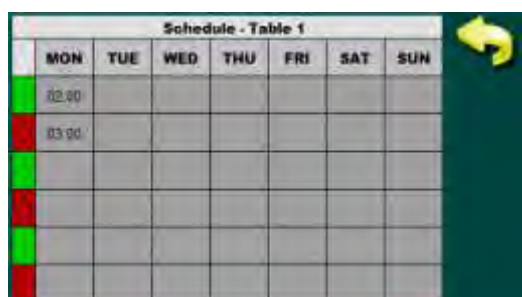 Schedule - Table 1
MON TUE WED THU FRI SAT SUN
02:00
03:00